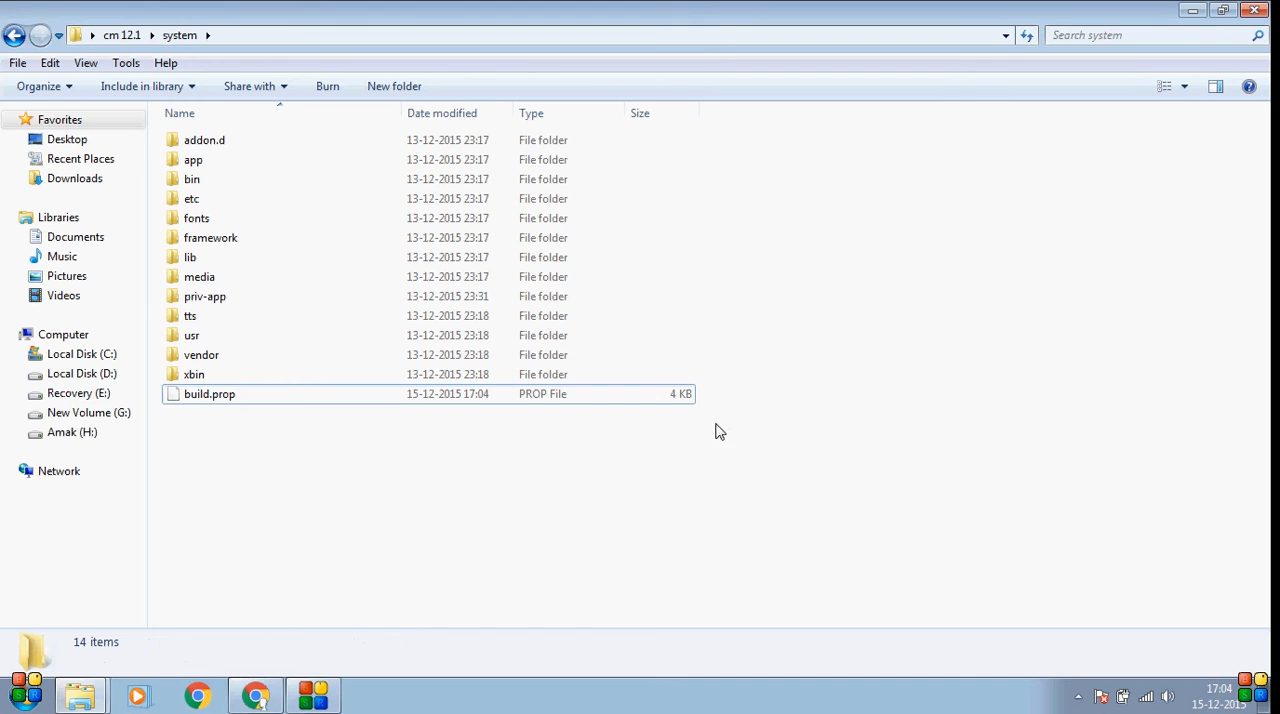 cm 12.1 system
Search system
File Edit View Tools Help
Organize Include in library Share with Burn New folder
Name Date modified Type Size
Favorites
Desktop
Recent Places
Downloads
Libraries
Documents
Music
Pictures
Videos
Computer
Local Disk (C:)
Local Disk (D:)
Recovery (E:)
New Volume (G:)
Amak (H:)
Network
addon.d 13-12-2015 23:17 File folder
app 13-12-2015 23:17 File folder
bin 13-12-2015 23:17 File folder
etc 13-12-2015 23:17 File folder
fonts 13-12-2015 23:17 File folder
framework 13-12-2015 23:17 File folder
lib 13-12-2015 23:17 File folder
media 13-12-2015 23:17 File folder
priv-app 13-12-2015 23:31 File folder
tts 13-12-2015 23:18 File folder
usr 13-12-2015 23:18 File folder
vendor 13-12-2015 23:18 File folder
xbin 13-12-2015 23:18 File folder
build.prop 15-12-2015 17:04 PROP File 4 KB
14 items
17:04
15-12-2015